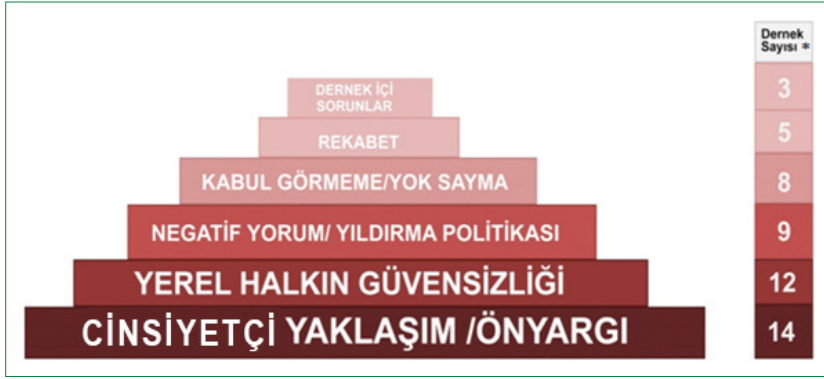 Dernek
Sayısı *
DERNEK İÇİ
SORUNLAR
3
REKABET
5
KABUL GÖRMEME/YOK SAYMA
8
NEGATİF YORUM/ YILDIRMA POLİTİKASI
9
YEREL HALKIN GÜVENSİZLİĞİ
12
CİNSİYETÇİ YAKLAŞIM /ÖNYARGI
14